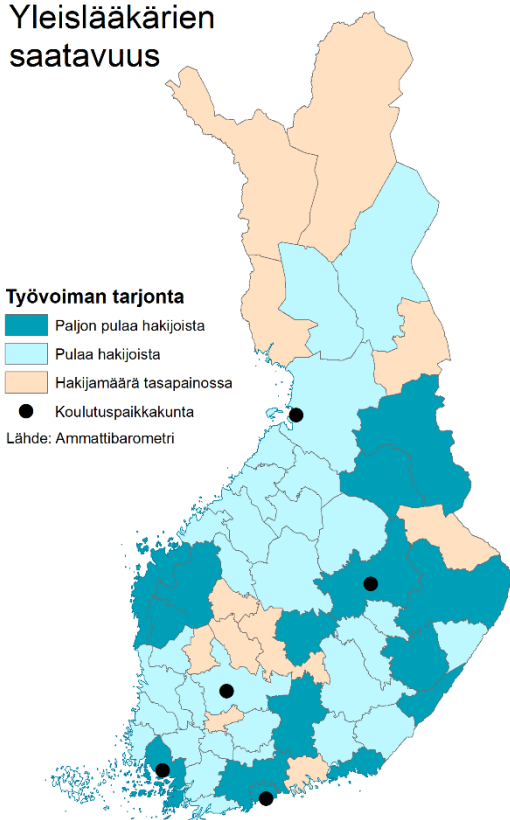 Yleislääkärien
saatavuus
Työvoiman tarjonta
Paljon pulaa hakijoista
Pulaa hakijoista
Hakijamäärä tasapainossa
Koulutuspaikkakunta
Lähde: Ammattibarometri